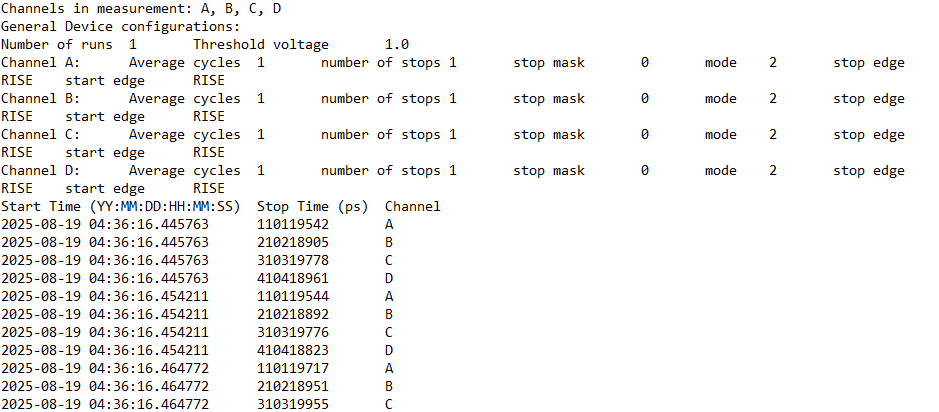 Channels in measurement: A, B, C, D
General Device configurations:
Number of runs  1       Threshold voltage       1.0
Channel A:      Average cycles  1       number of stops 1       stop mask       0       mode    2       stop edge
RISE    start edge      RISE
Channel B:      Average cycles  1       number of stops 1       stop mask       0       mode    2       stop edge
RISE    start edge      RISE
Channel C:      Average cycles  1       number of stops 1       stop mask       0       mode    2       stop edge
RISE    start edge      RISE
Channel D:      Average cycles  1       number of stops 1       stop mask       0       mode    2       stop edge
RISE    start edge      RISE
Start Time (YY:MM:DD:HH:MM:SS)  Stop Time (ps)  Channel
2025-08-19 04:36:16.445763      110119542       A
2025-08-19 04:36:16.445763      210218905       B
2025-08-19 04:36:16.445763      310319778       C
2025-08-19 04:36:16.445763      410418961       D
2025-08-19 04:36:16.454211      110119544       A
2025-08-19 04:36:16.454211      210218892       B
2025-08-19 04:36:16.454211      310319776       C
2025-08-19 04:36:16.454211      410418823       D
2025-08-19 04:36:16.464772      110119717       A
2025-08-19 04:36:16.464772      210218951       B
2025-08-19 04:36:16.464772      310319955       C